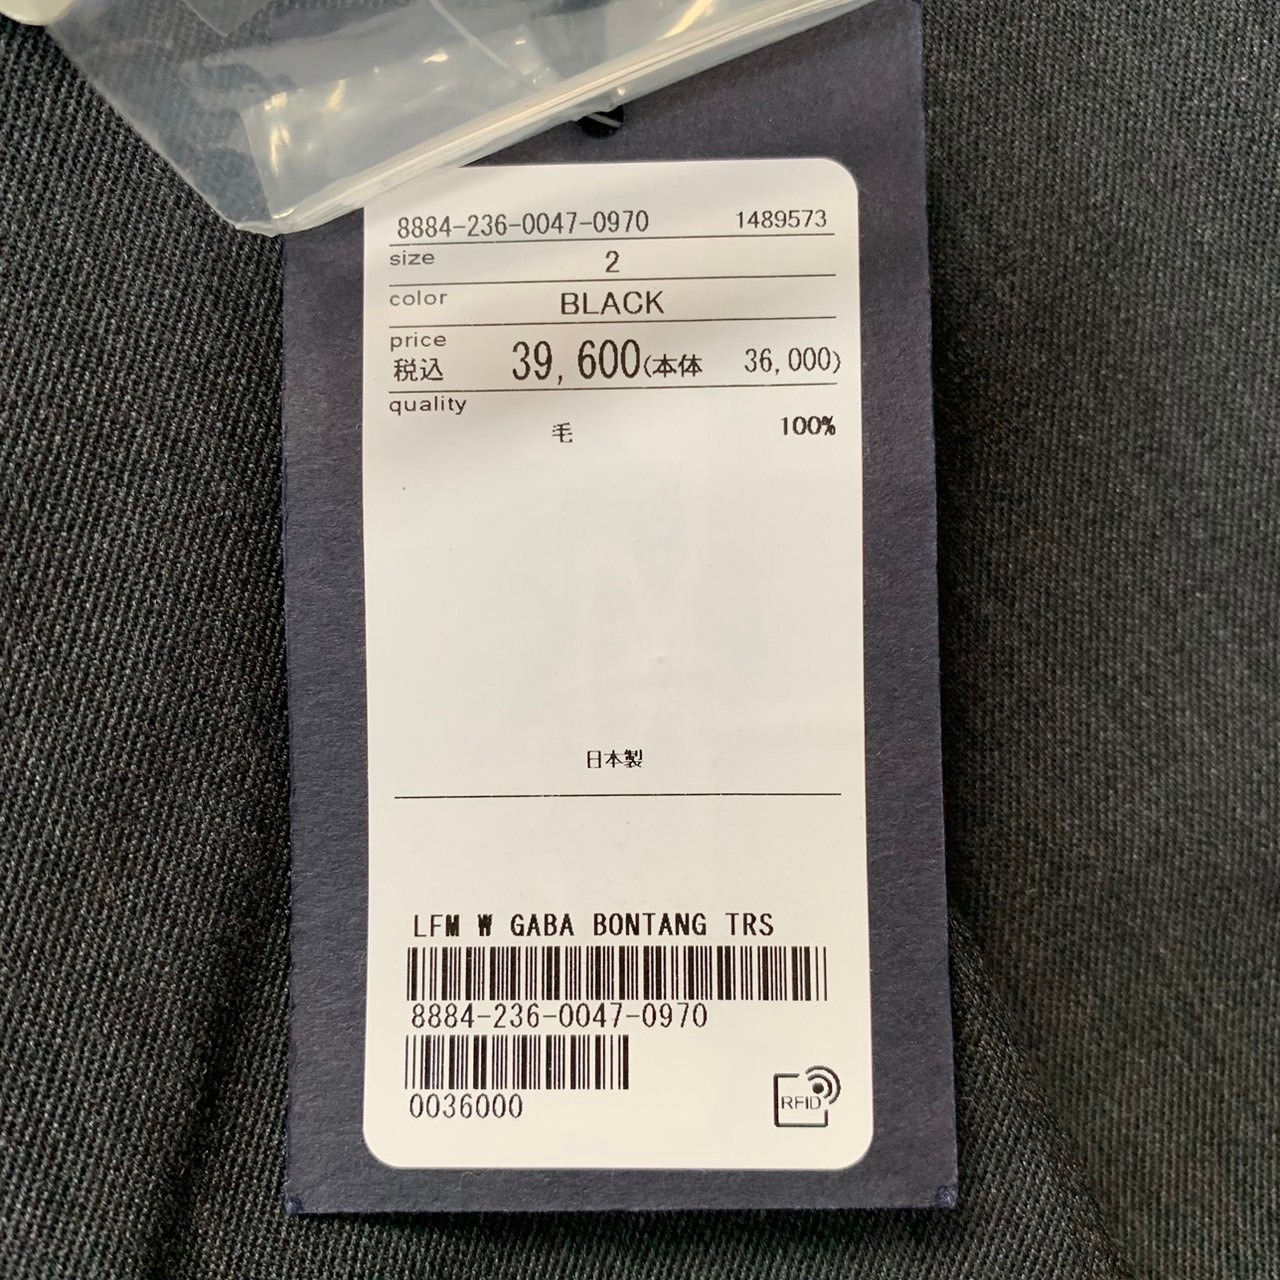 8884-236-0047-0970 1489573
size 2
color BLACK
price
税込 39,600(本体 36,000)
quality
毛 100%
日本製
LFM W GABA BONTANG TRS
8884-236-0047-0970
0036000
RFID